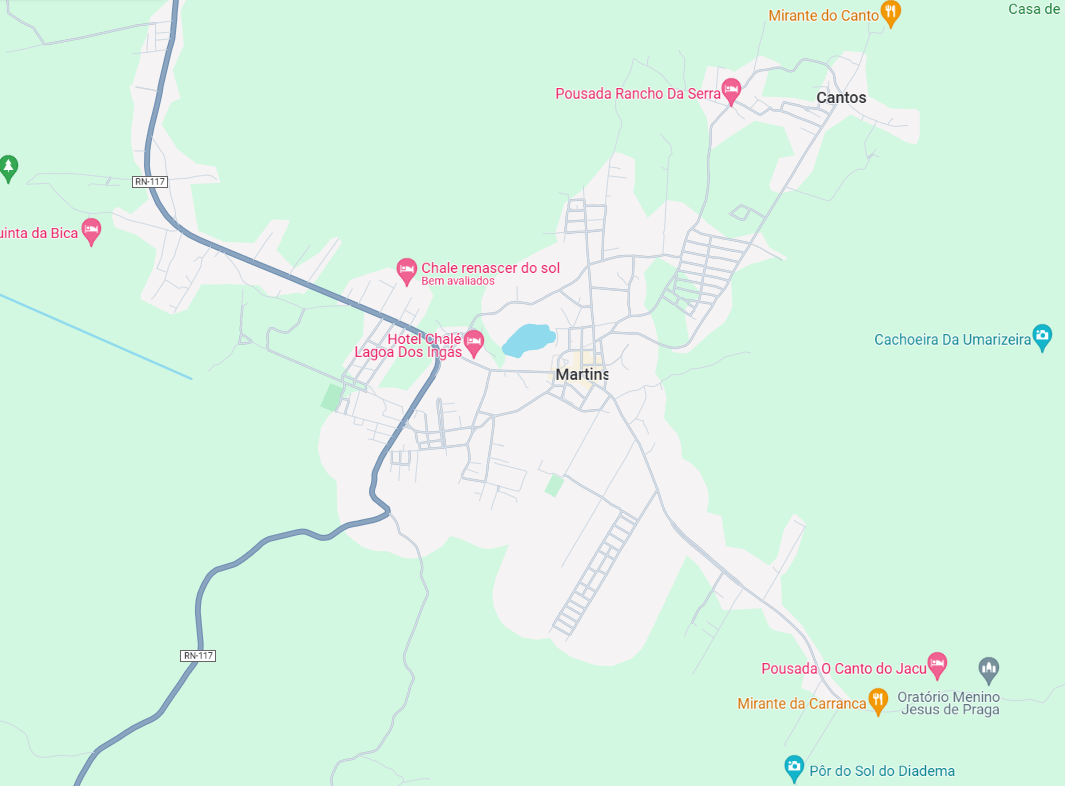 Casa de
Mirante do Canto
Pousada Rancho Da Serra
Cantos
RN-117
uinta da Bica
Chale renascer do sol
Bem avaliados
Hotel Chalé
Lagoa Dos Ingás
Cachoeira Da Umarizeira
Martins
RN-117
Pousada O Canto do Jacu
Oratório Menino
Jesus de Praga
Mirante da Carranca
Pôr do Sol do Diadema